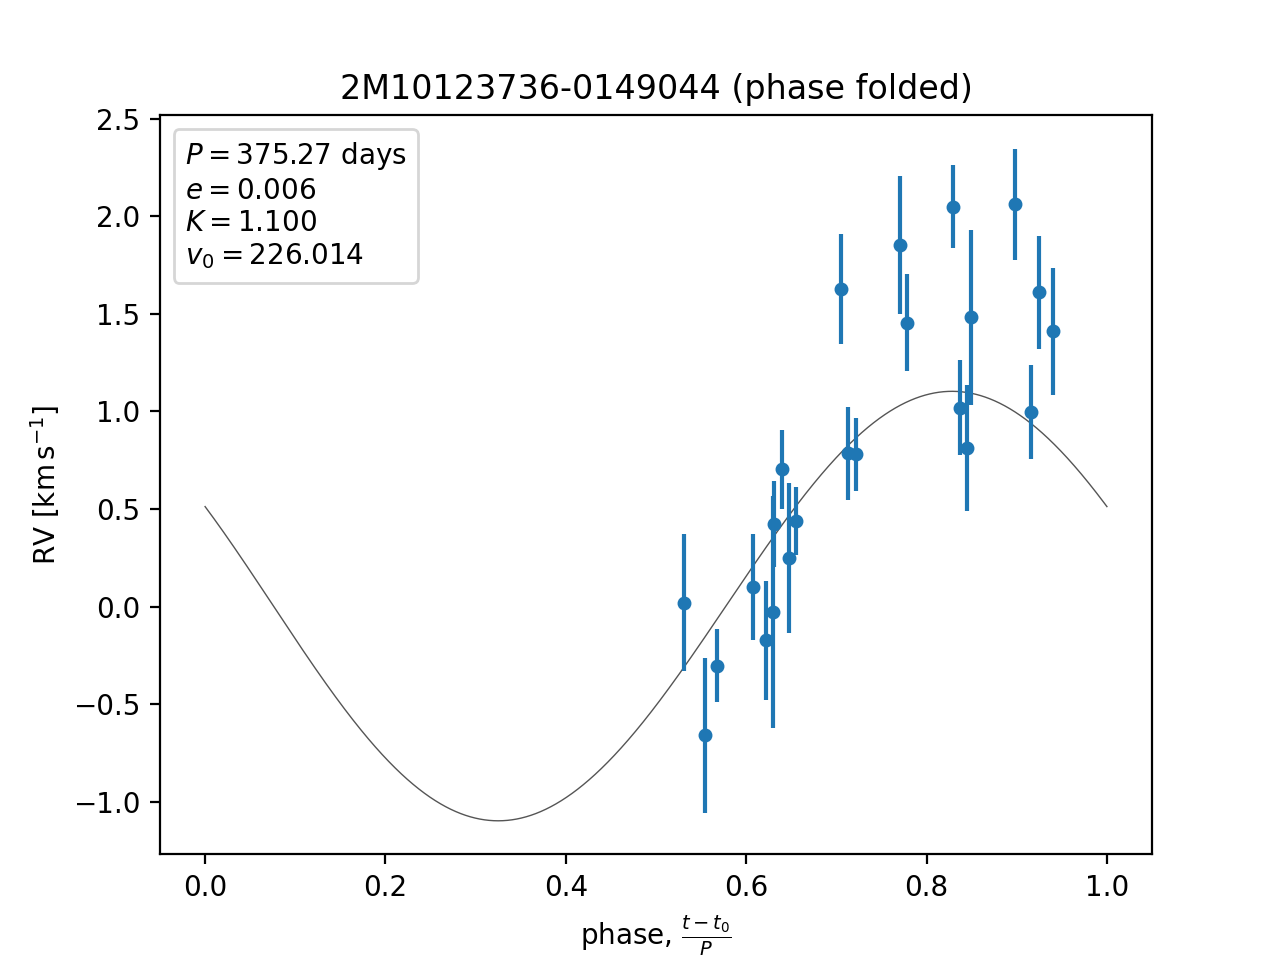 2M10123736-0149044 (phase folded)
P = 375.27 days
e = 0.006
K = 1.100
v₀ = 226.014
2.5
2.0
1.5
1.0
0.5
0.0
−0.5
−1.0
RV [km s⁻¹]
0.0 0.2 0.4 0.6 0.8 1.0
phase, (t − t₀)/P